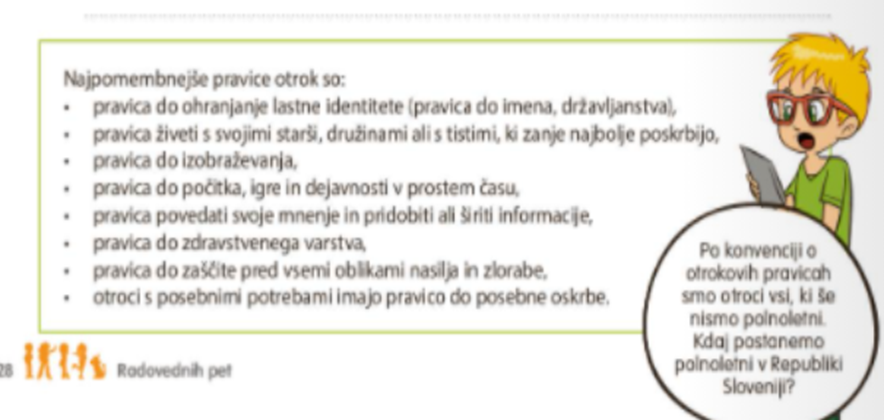 Najpomembnejše pravice otrok so:
• pravica do ohranjanje lastne identitete (pravica do imena, državljanstva),
• pravica živeti s svojimi starši, družinami ali s tistimi, ki zanje najbolje poskrbijo,
• pravica do izobraževanja,
• pravica do počitka, igre in dejavnosti v prostem času,
• pravica povedati svoje mnenje in pridobiti ali širiti informacije,
• pravica do zdravstvenega varstva,
• pravica do zaščite pred vsemi oblikami nasilja in zlorabe,
• otroci s posebnimi potrebami imajo pravico do posebne oskrbe.
Po konvenciji o
otrokovih pravicah
smo otroci vsi, ki še
nismo polnoletni.
Kdaj postanemo
polnoletni v Republiki
Sloveniji?
28 Radovednih pet